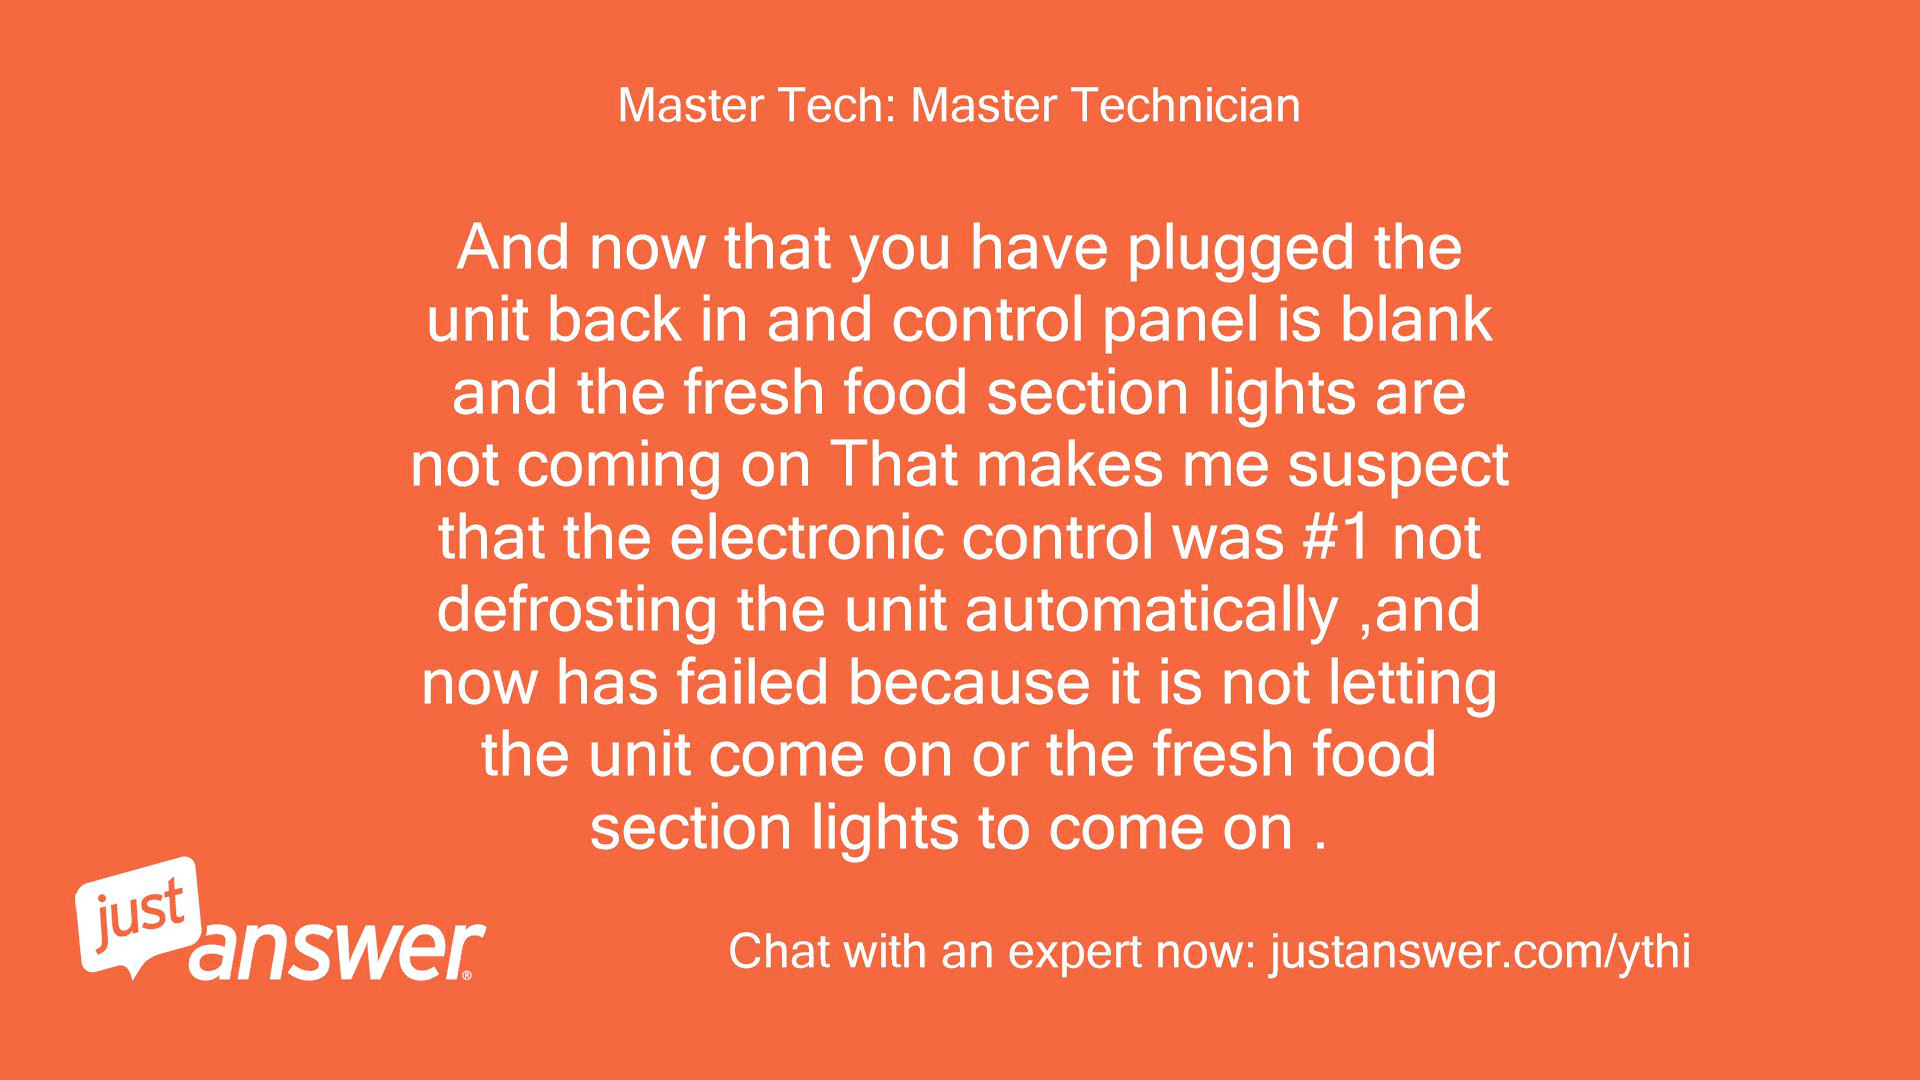 Master Tech: Master Technician
And now that you have plugged the
unit back in and control panel is blank
and the fresh food section lights are
not coming on That makes me suspect
that the electronic control was #1 not
defrosting the unit automatically ,and
now has failed because it is not letting
the unit come on or the fresh food
section lights to come on .
just
answer®
Chat with an expert now: justanswer.com/ythi